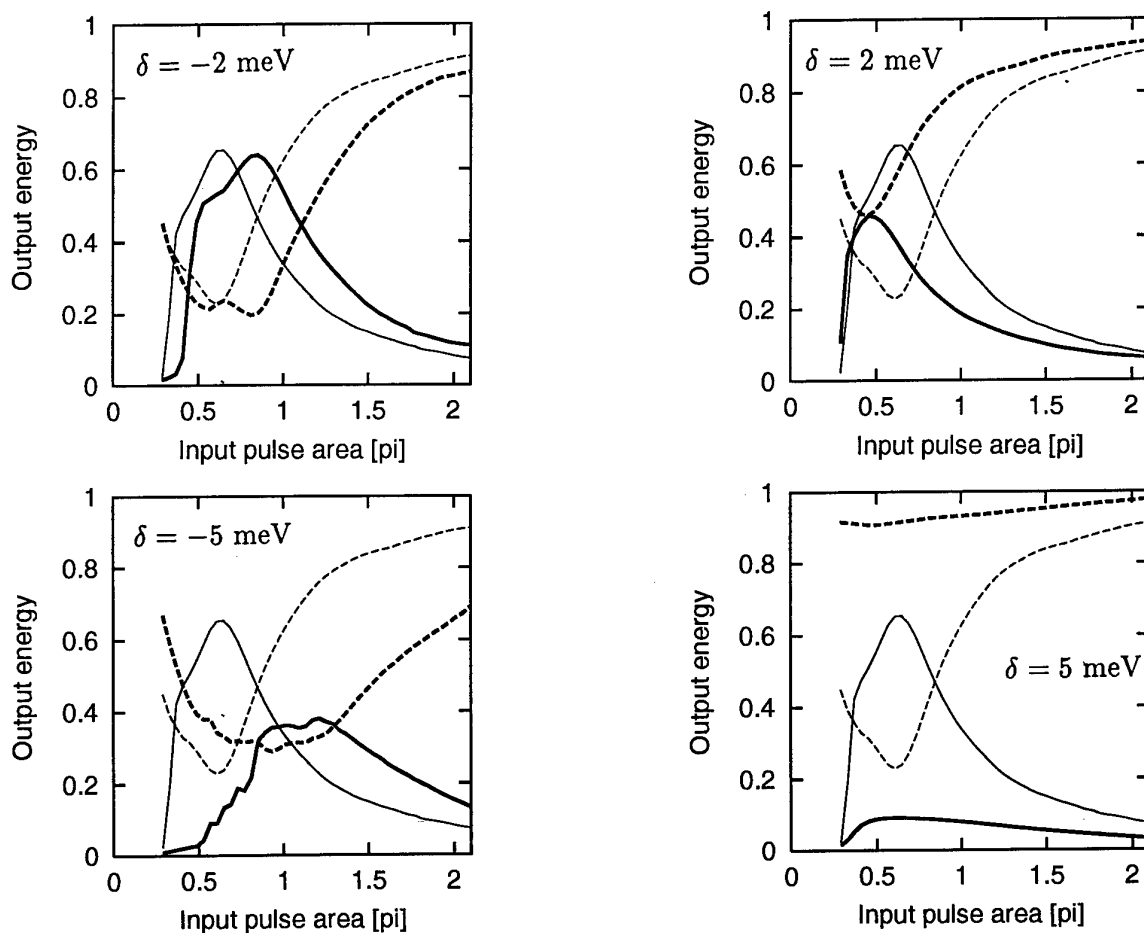 1
0.8
0.6
0.4
0.2
0
Output energy
δ = −2 meV
0 0.5 1 1.5 2
Input pulse area [pi]
1
0.8
0.6
0.4
0.2
0
Output energy
δ = 2 meV
0 0.5 1 1.5 2
Input pulse area [pi]
1
0.8
0.6
0.4
0.2
0
Output energy
δ = −5 meV
0 0.5 1 1.5 2
Input pulse area [pi]
1
0.8
0.6
0.4
0.2
0
Output energy
δ = 5 meV
0 0.5 1 1.5 2
Input pulse area [pi]